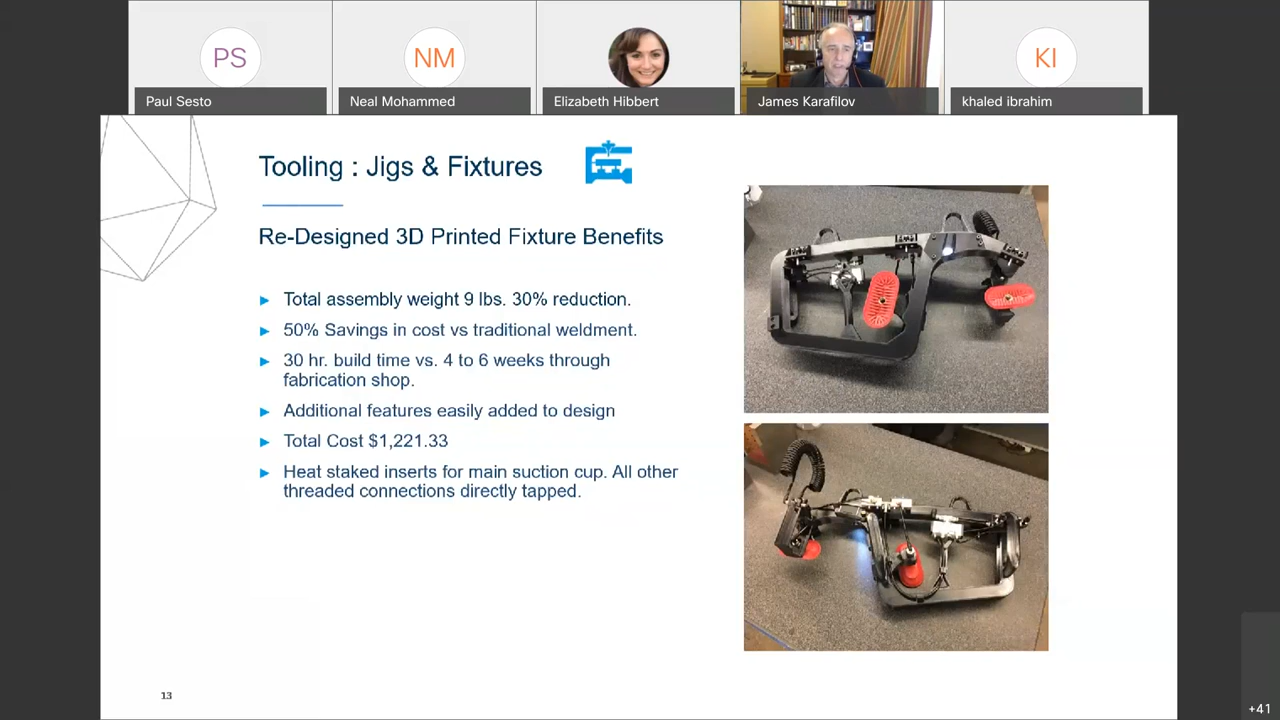 PS
NM
KI
Paul Sesto
Neal Mohammed
Elizabeth Hibbert
James Karafilov
khaled ibrahim
Tooling : Jigs & Fixtures
Re-Designed 3D Printed Fixture Benefits
Total assembly weight 9 lbs. 30% reduction.
50% Savings in cost vs traditional weldment.
30 hr. build time vs. 4 to 6 weeks through
fabrication shop.
Additional features easily added to design
Total Cost $1,221.33
Heat staked inserts for main suction cup. All other
threaded connections directly tapped.
13
+41